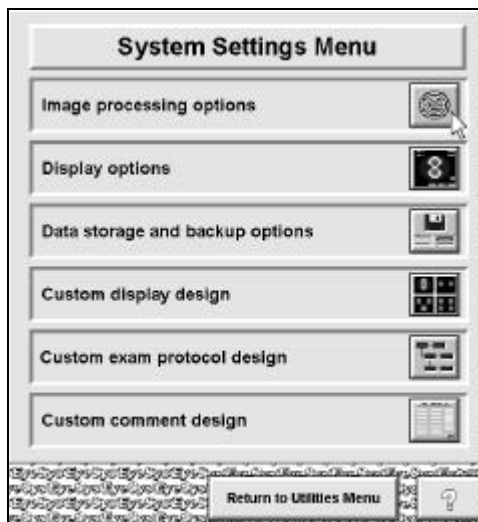 System Settings Menu
Image processing options
Display options
8
Data storage and backup options
Custom display design
Custom exam protocol design
Custom comment design
Return to Utilities Menu
?